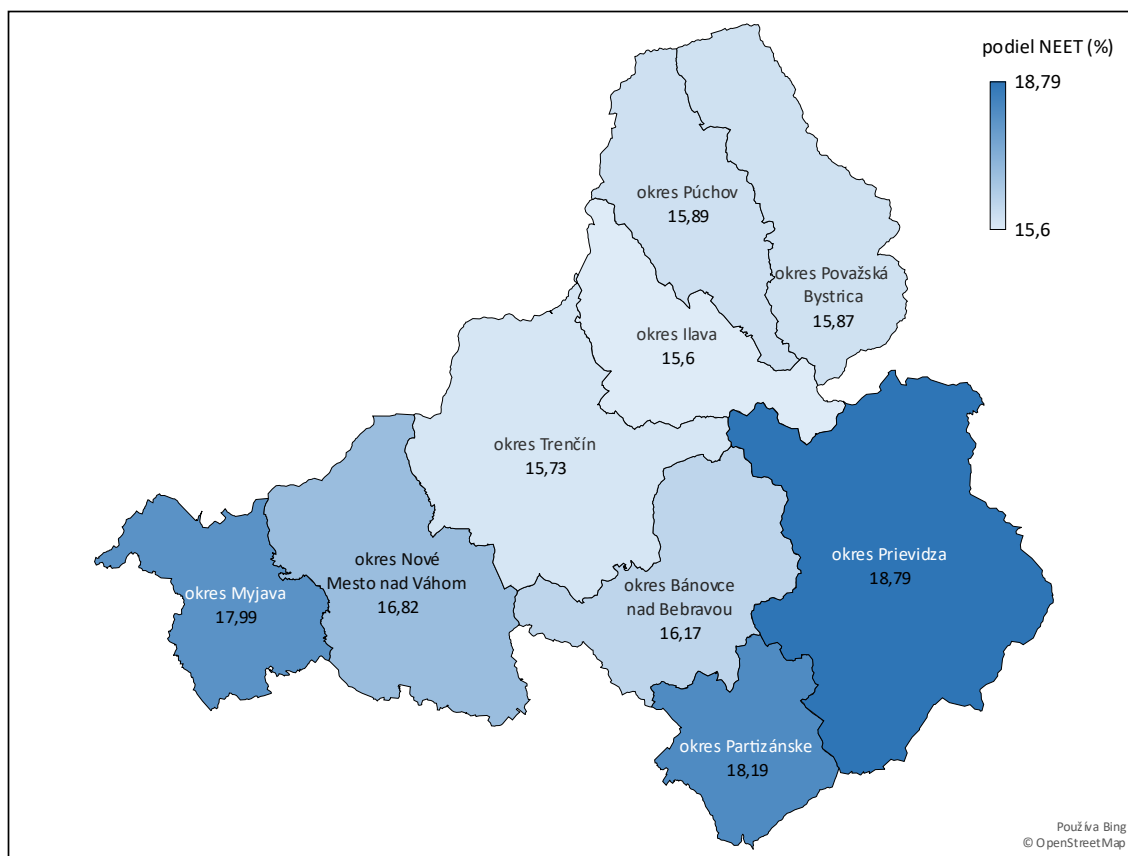 podiel NEET (%)
18,79
15,6
okres Púchov
15,89
okres Považská
Bystrica
15,87
okres Ilava
15,6
okres Trenčín
15,73
okres Nové
Mesto nad Váhom
16,82
okres Myjava
17,99
okres Bánovce
nad Bebravou
16,17
okres Prievidza
18,79
okres Partizánske
18,19
Používa Bing
© OpenStreetMap